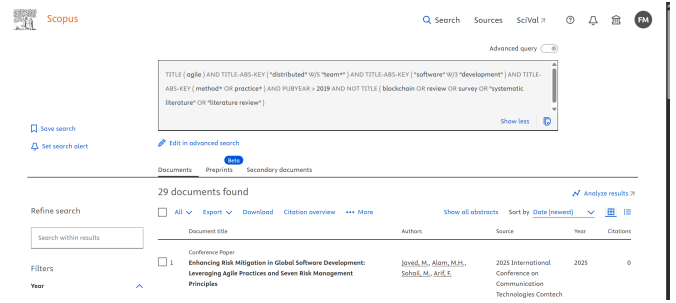 Scopus
Search
Sources
SciVal
FM
Advanced query
TITLE ( agile ) AND TITLE-ABS-KEY ( "distributed" W/5 "team*" ) AND TITLE-ABS-KEY ( "software" W/3 "development" ) AND TITLE-
ABS-KEY ( method* OR practice* ) AND PUBYEAR > 2019 AND NOT TITLE ( blockchain OR review OR survey OR "systematic
literature" OR "literature review" )
Show less
Save search
Set search alert
Edit in advanced search
Beta
Documents Preprints Secondary documents
29 documents found
Analyze results
Refine search
All Export Download Citation overview ••• More Show all abstracts Sort by Date (newest)
Search within results
Document title Authors Source Year Citations
Filters
Year
Conference Paper
1 Enhancing Risk Mitigation in Global Software Development: Javed, M., Alam, M.H., 2025 International 2025 0
Leveraging Agile Practices and Seven Risk Management Sohail, M., Arif, F. Conference on
Principles Communication
Technologies Comtech